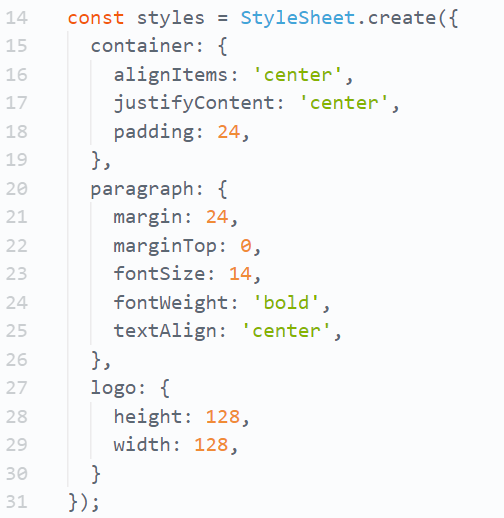 14 const styles = StyleSheet.create({
15   container: {
16     alignItems: 'center',
17     justifyContent: 'center',
18     padding: 24,
19   },
20   paragraph: {
21     margin: 24,
22     marginTop: 0,
23     fontSize: 14,
24     fontWeight: 'bold',
25     textAlign: 'center',
26   },
27   logo: {
28     height: 128,
29     width: 128,
30   }
31 });